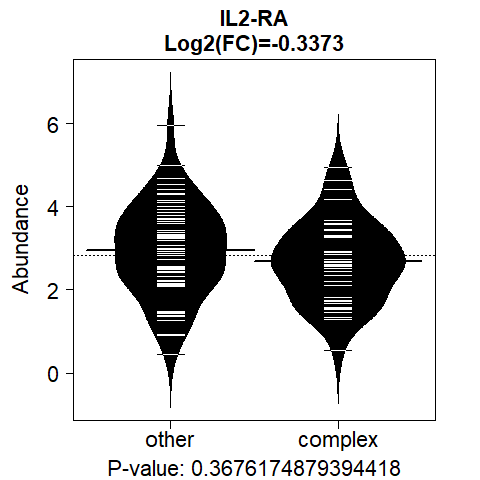 IL2-RA
Log2(FC)=-0.3373
Abundance
6
4
2
0
other complex
P-value: 0.3676174879394418